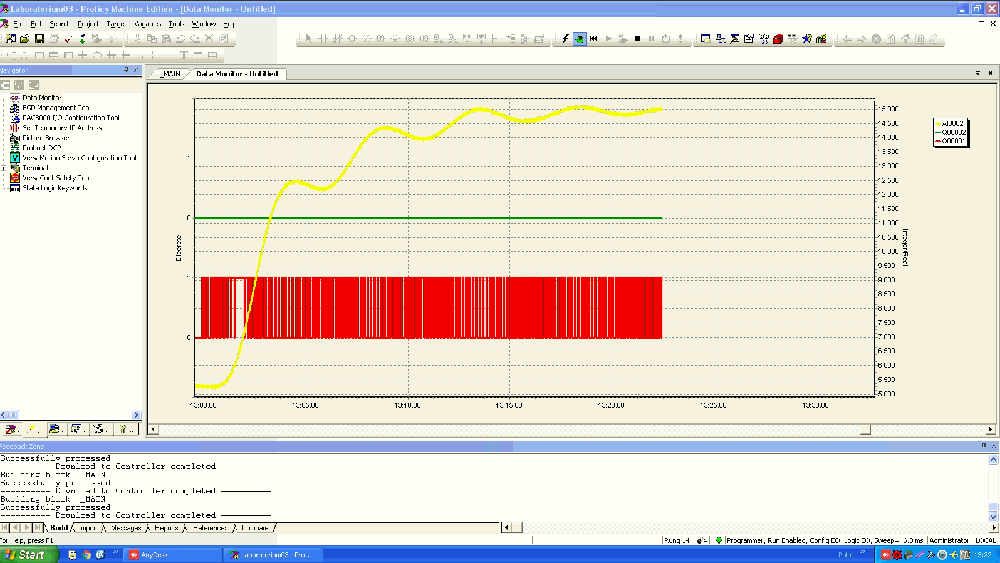 Laboratorium03 - Proficy Machine Edition - [Data Monitor - Untitled]
File Edit Search Project Target Variables Tools Window Help
Navigator
Data Monitor
EGD Management Tool
PAC8000 I/O Configuration Tool
Set Temporary IP Address
Picture Browser
Profinet DCP
VersaMotion Servo Configuration Tool
Terminal
VersaConf Safety Tool
State Logic Keywords
_MAIN Data Monitor - Untitled
1
0
1
0
Discrete
15 000
14 500
14 000
13 500
13 000
12 500
12 000
11 500
11 000
10 500
10 000
9 500
9 000
8 500
8 000
7 500
7 000
6 500
6 000
5 500
5 000
Integer/Real
13:00.00 13:05.00 13:10.00 13:15.00 13:20.00 13:25.00 13:30.00
AI0002
Q00002
Q00001
Feedback Zone
Successfully processed.
---------- Download to Controller completed ----------
Building block: _MAIN....
Successfully processed.
---------- Download to Controller completed ----------
Building block: _MAIN....
Successfully processed.
---------- Download to Controller completed ----------
Build Import Messages Reports References Compare
For Help, press F1
Rung 14 4 Programmer, Run Enabled, Config EQ, Logic EQ, Sweep= 6.0 ms Administrator LOCAL
Start AnyDesk Laboratorium03 - Pro... Pulpit 13:22